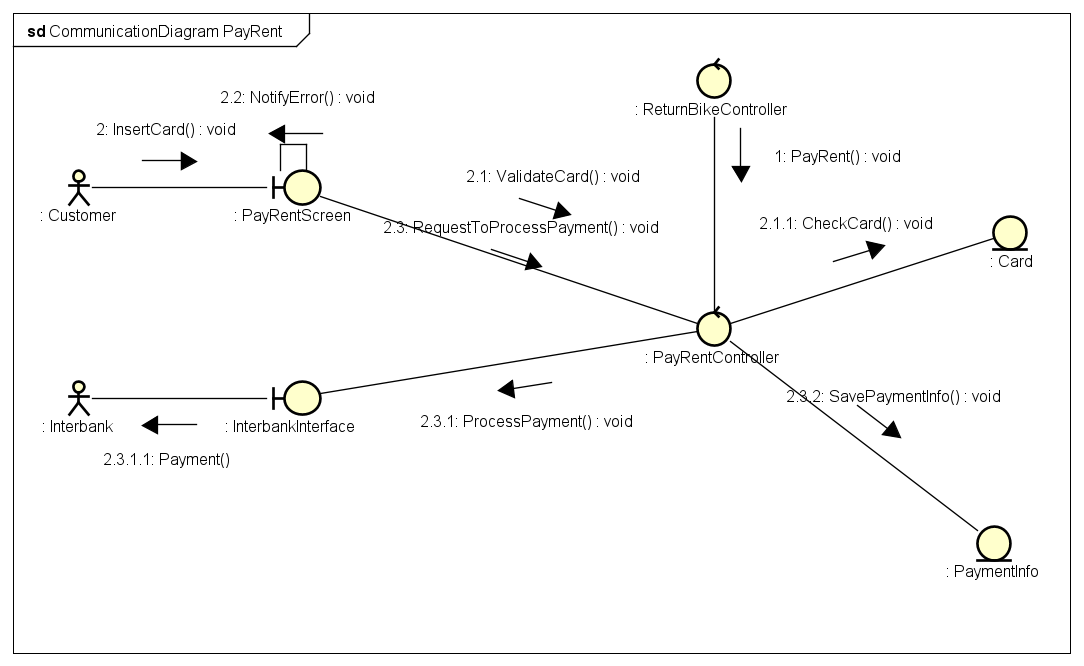 sd CommunicationDiagram PayRent
2.2: NotifyError() : void
2: InsertCard() : void
: ReturnBikeController
1: PayRent() : void
2.1: ValidateCard() : void
: Customer
: PayRentScreen
2.3: RequestToProcessPayment() : void
2.1.1: CheckCard() : void
: Card
: PayRentController
2.3.2: SavePaymentInfo() : void
: Interbank
: InterbankInterface
2.3.1: ProcessPayment() : void
2.3.1.1: Payment()
: PaymentInfo